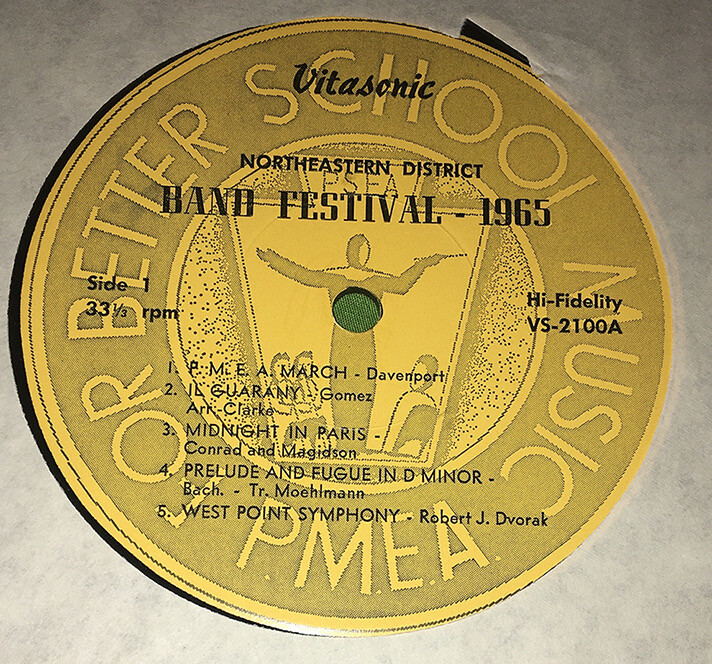 Vitasonic
FOR BETTER SCHOOL MUSIC
NORTHEASTERN DISTRICT
BAND FESTIVAL - 1965
Side 1
33⅓ rpm
Hi-Fidelity
VS-2100A
1. P. M. E. A. MARCH - Davenport
2. IL GUARANY - Gomez
Arr. Clarke
3. MIDNIGHT IN PARIS -
Conrad and Magidson
4. PRELUDE AND FUGUE IN D MINOR -
Bach. - Tr. Moehlmann
5. WEST POINT SYMPHONY - Robert J. Dvorak
P.M.E.A.